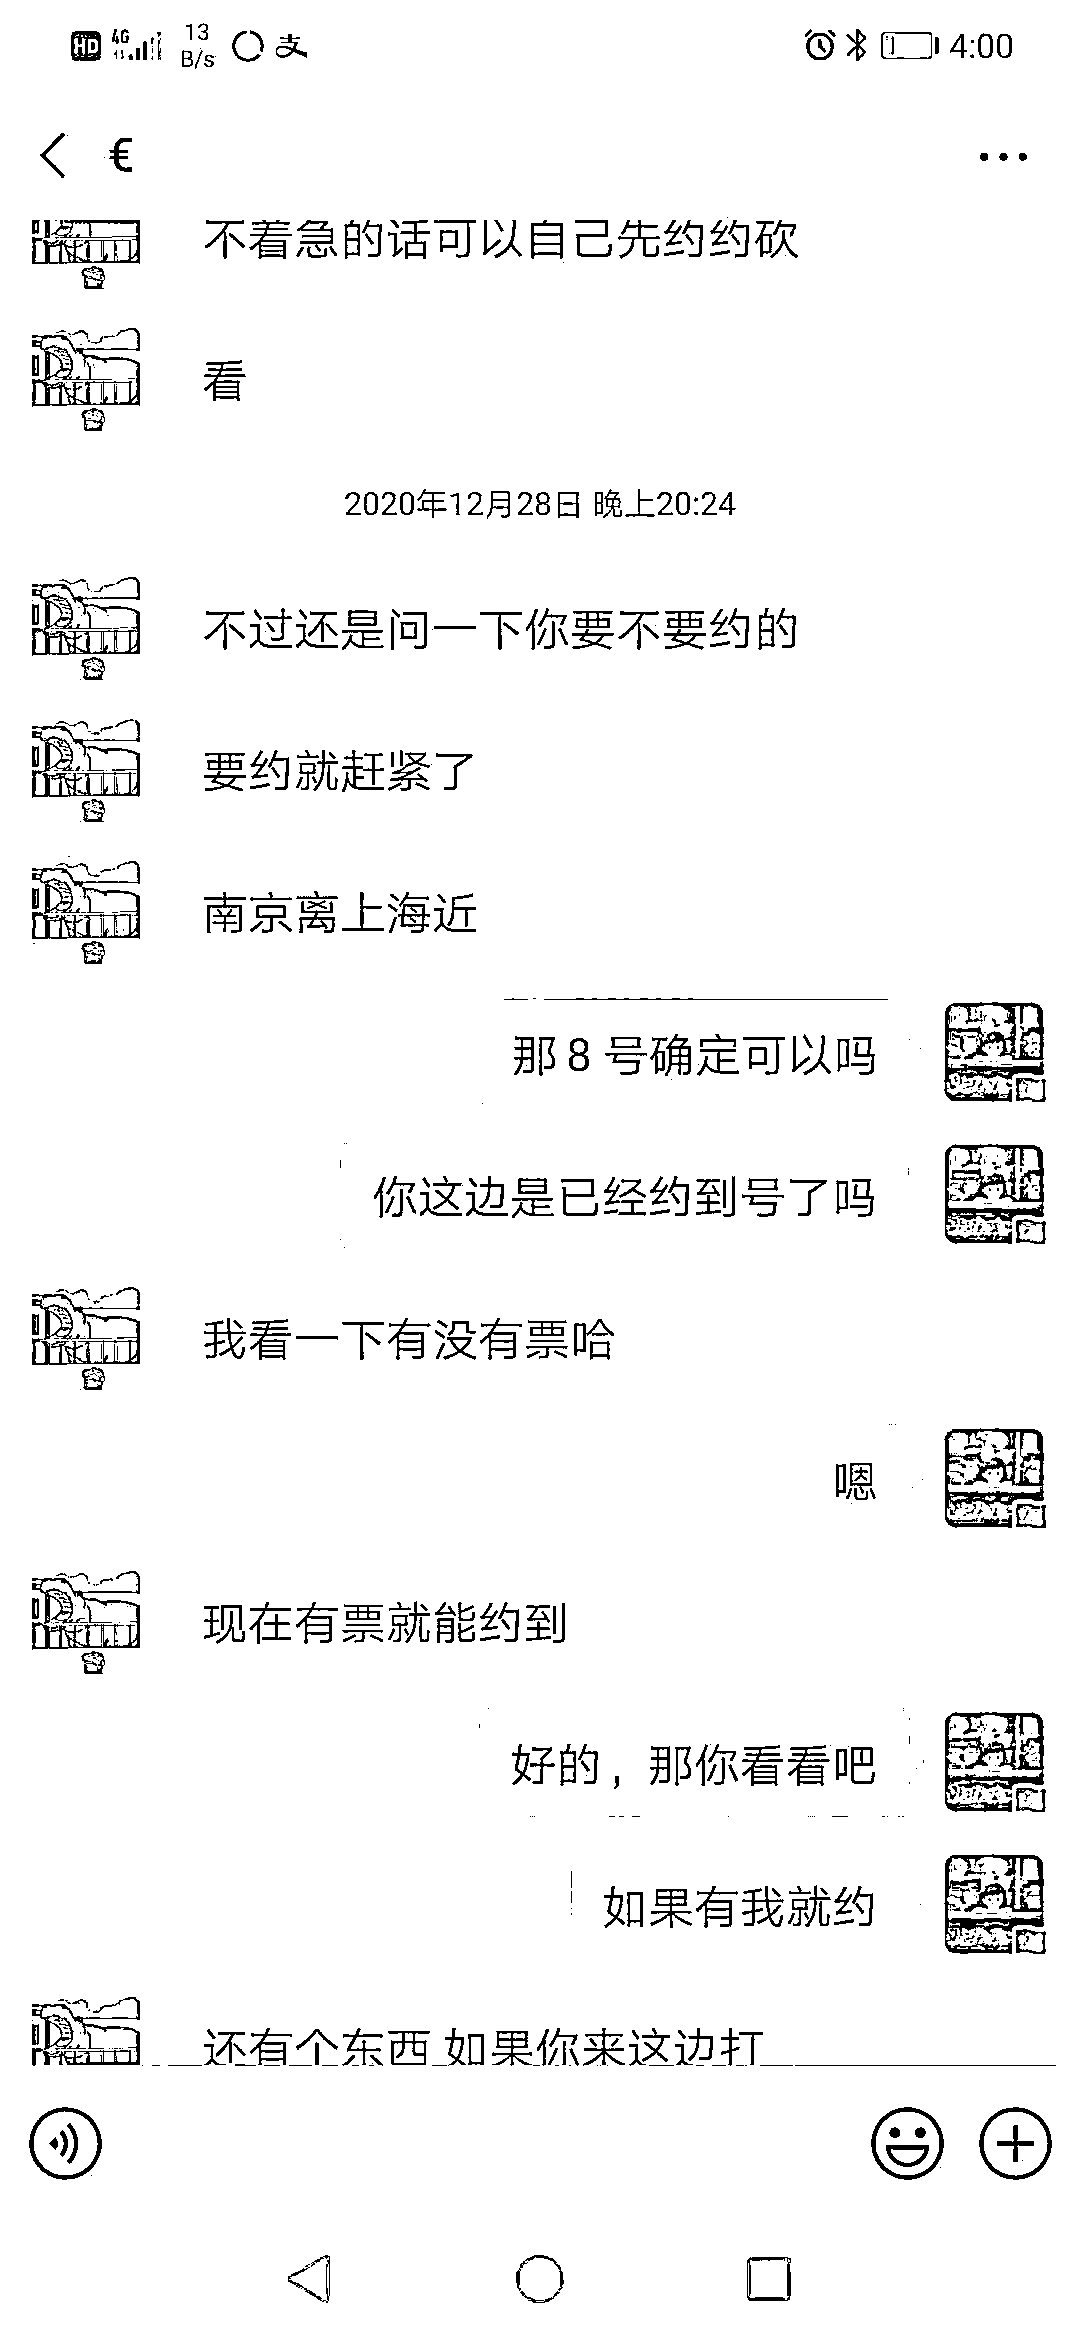 HD 4G 13 B/s 支 4:00
€
不着急的话可以自己先约约砍
看
2020年12月28日 晚上20:24
不过还是问一下你要不要约的
要约就赶紧了
南京离上海近
那 8 号确定可以吗
你这边是已经约到号了吗
我看一下有没有票哈
嗯
现在有票就能约到
好的，那你看看吧
如果有我就约
还有个东西 如果你来这边打